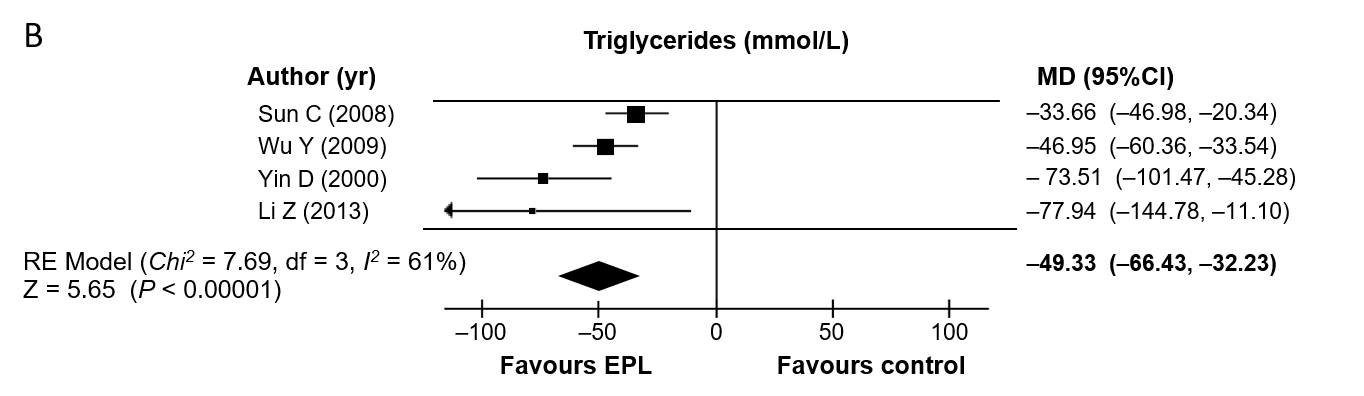 B
Triglycerides (mmol/L)
Author (yr) MD (95%CI)
Sun C (2008) –33.66 (–46.98, –20.34)
Wu Y (2009) –46.95 (–60.36, –33.54)
Yin D (2000) – 73.51 (–101.47, –45.28)
Li Z (2013) –77.94 (–144.78, –11.10)
RE Model (Chi² = 7.69, df = 3, I² = 61%) –49.33 (–66.43, –32.23)
Z = 5.65 (P < 0.00001)
–100 –50 0 50 100
Favours EPL Favours control